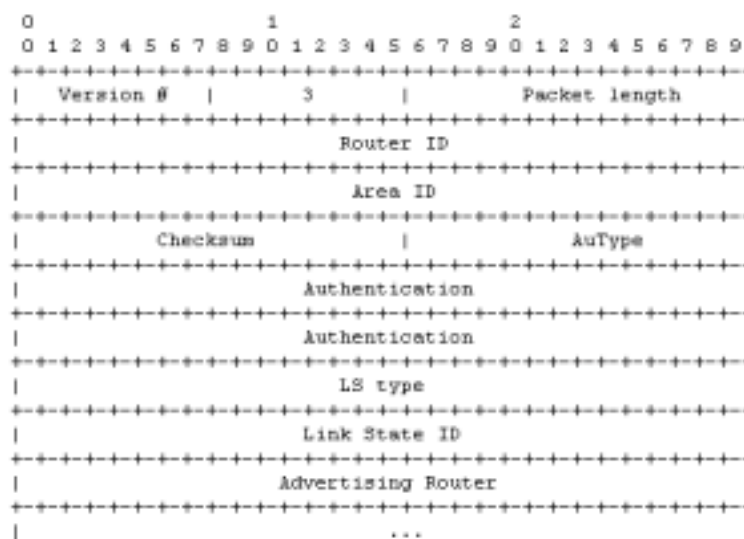 0 1 2
0 1 2 3 4 5 6 7 8 9 0 1 2 3 4 5 6 7 8 9 0 1 2 3 4 5 6 7 8 9
+-+-+-+-+-+-+-+-+-+-+-+-+-+-+-+-+-+-+-+-+-+-+-+-+-+-+-+-+-+-
| Version # | 3 | Packet length
+-+-+-+-+-+-+-+-+-+-+-+-+-+-+-+-+-+-+-+-+-+-+-+-+-+-+-+-+-+-
| Router ID
+-+-+-+-+-+-+-+-+-+-+-+-+-+-+-+-+-+-+-+-+-+-+-+-+-+-+-+-+-+-
| Area ID
+-+-+-+-+-+-+-+-+-+-+-+-+-+-+-+-+-+-+-+-+-+-+-+-+-+-+-+-+-+-
| Checksum | AuType
+-+-+-+-+-+-+-+-+-+-+-+-+-+-+-+-+-+-+-+-+-+-+-+-+-+-+-+-+-+-
| Authentication
+-+-+-+-+-+-+-+-+-+-+-+-+-+-+-+-+-+-+-+-+-+-+-+-+-+-+-+-+-+-
| Authentication
+-+-+-+-+-+-+-+-+-+-+-+-+-+-+-+-+-+-+-+-+-+-+-+-+-+-+-+-+-+-
| LS type
+-+-+-+-+-+-+-+-+-+-+-+-+-+-+-+-+-+-+-+-+-+-+-+-+-+-+-+-+-+-
| Link State ID
+-+-+-+-+-+-+-+-+-+-+-+-+-+-+-+-+-+-+-+-+-+-+-+-+-+-+-+-+-+-
| Advertising Router
+-+-+-+-+-+-+-+-+-+-+-+-+-+-+-+-+-+-+-+-+-+-+-+-+-+-+-+-+-+-
| ...